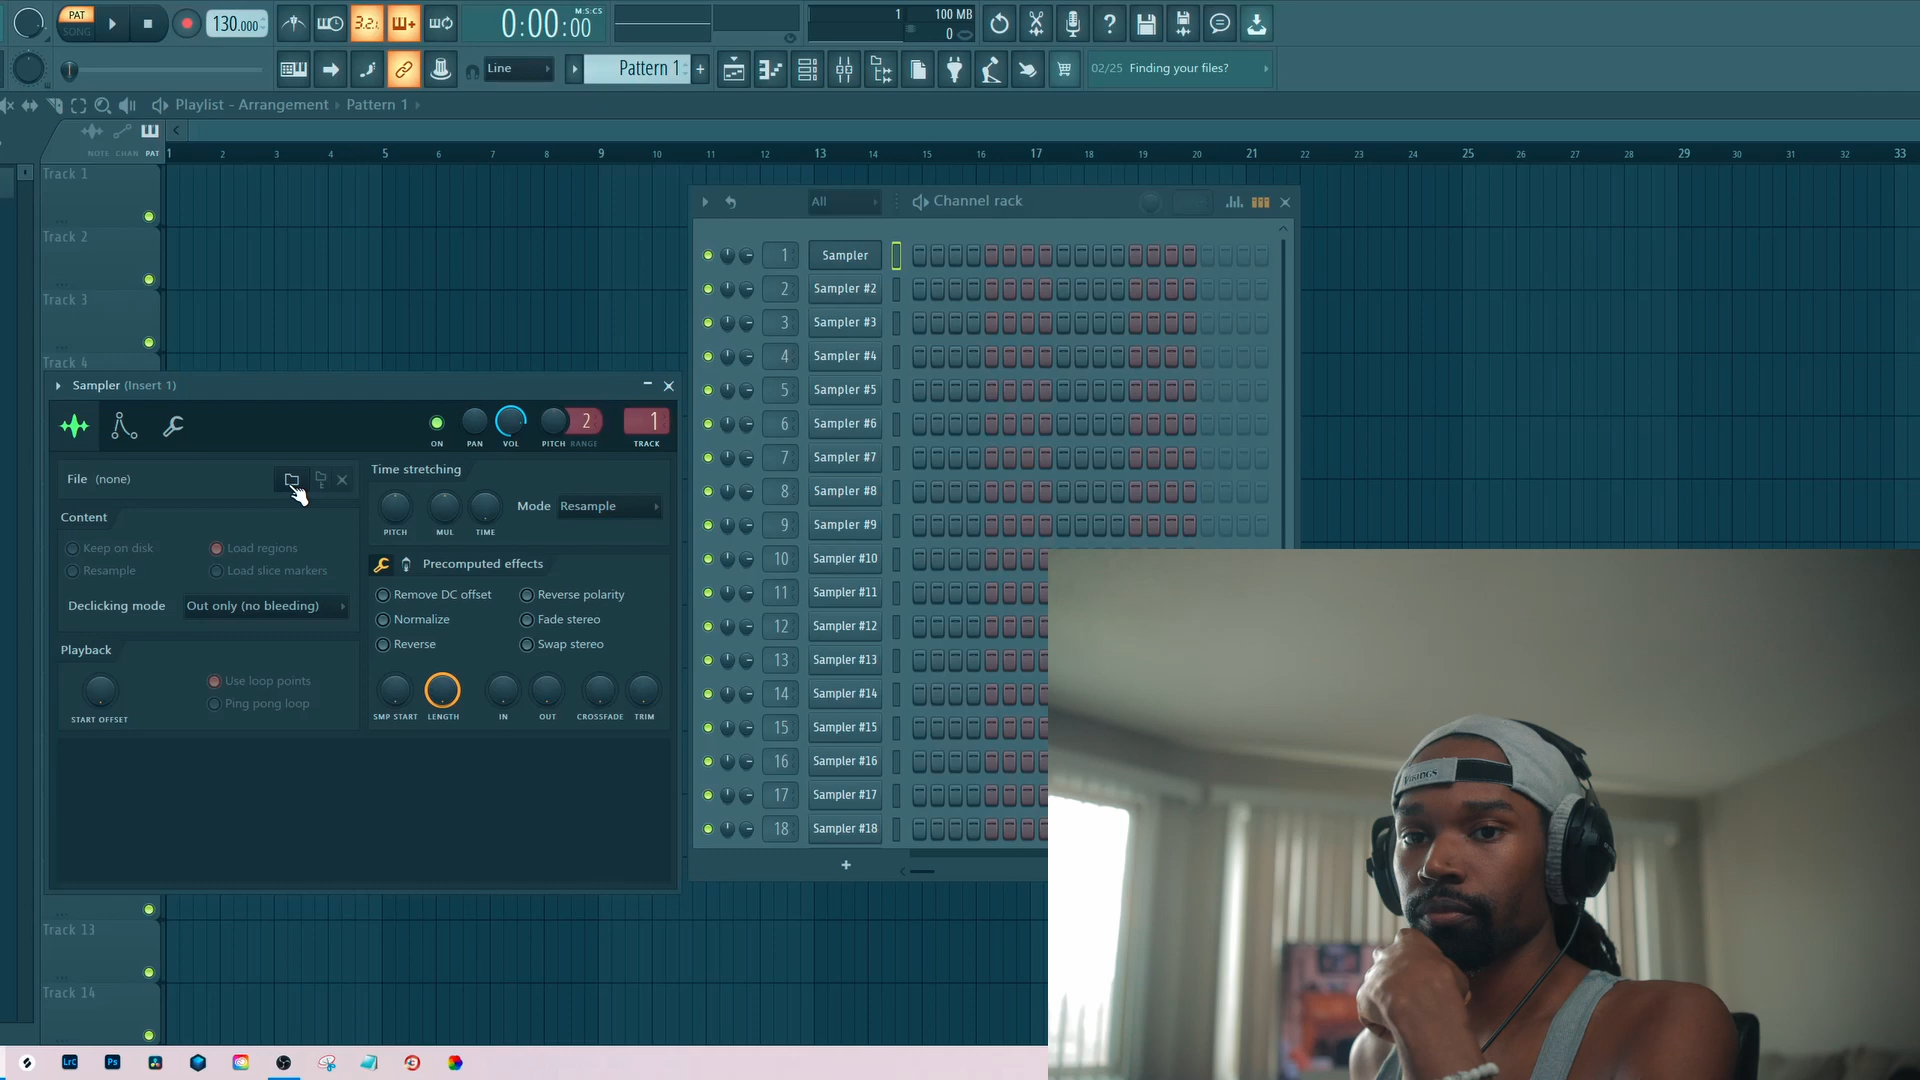 PAT
SONG
130.000
3.2.1
0:00:00
M:S:CS
1
100 MB
0
Line
Pattern 1
02/25 Finding your files?
Playlist - Arrangement › Pattern 1
NOTE CHAN PAT
1 2 3 4 5 6 7 8 9 10 11 12 13 14 15 16 17 18 19 20 21 22 23 24 25 26 27 28 29 30 31 32 33
Track 1
Track 2
Track 3
Track 4
Track 13
Track 14
Sampler (Insert 1)
2
1
ON PAN VOL PITCH RANGE TRACK
File (none)
Content
Keep on disk
Load regions
Resample
Load slice markers
Declicking mode
Out only (no bleeding)
Playback
Use loop points
Ping pong loop
START OFFSET
Time stretching
Mode Resample
PITCH MUL TIME
Precomputed effects
Remove DC offset
Reverse polarity
Normalize
Fade stereo
Reverse
Swap stereo
SMP START LENGTH IN OUT CROSSFADE TRIM
All
Channel rack
1 Sampler
2 Sampler #2
3 Sampler #3
4 Sampler #4
5 Sampler #5
6 Sampler #6
7 Sampler #7
8 Sampler #8
9 Sampler #9
10 Sampler #10
11 Sampler #11
12 Sampler #12
13 Sampler #13
14 Sampler #14
15 Sampler #15
16 Sampler #16
17 Sampler #17
18 Sampler #18
+
LrC
Ps
VIKINGS